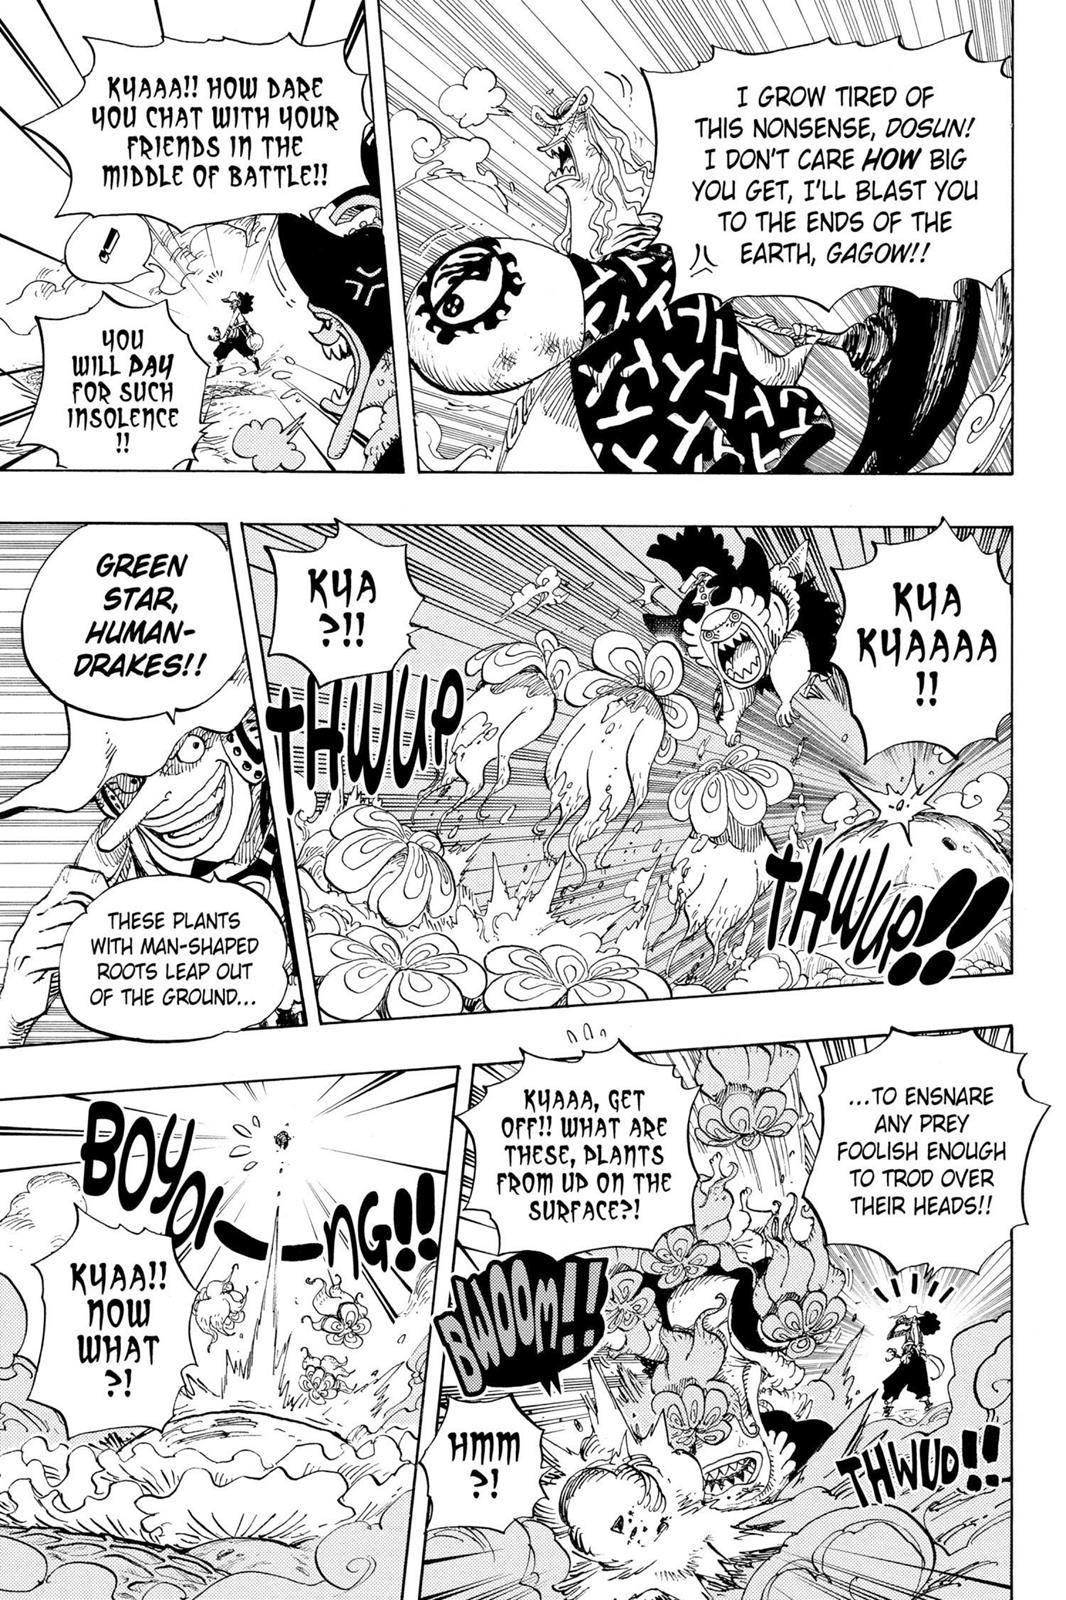 I GROW TIRED OF
THIS NONSENSE, DOSUN!
I DON'T CARE HOW BIG
YOU GET, I'LL BLAST YOU
TO THE ENDS OF THE
EARTH, GAGOW!!
KYAAA!! HOW DARE
YOU CHAT WITH YOUR
FRIENDS IN THE
MIDDLE OF BATTLE!!
!
YOU
WILL PAY
FOR SUCH
INSOLENCE
!!
KYA
KYAAAA
!!
THWUP!!
KYA
?!!
THWUP
GREEN
STAR,
HUMAN-
DRAKES!!
THESE PLANTS
WITH MAN-SHAPED
ROOTS LEAP OUT
OF THE GROUND...
...TO ENSNARE
ANY PREY
FOOLISH ENOUGH
TO TROD OVER
THEIR HEADS!!
KYAAA, GET
OFF!! WHAT ARE
THESE, PLANTS
FROM UP ON THE
SURFACE?!
THWUD!!
BWOOM!!
HMM
?!
BOYOI——NG!!
KYAA!!
NOW
WHAT
?!